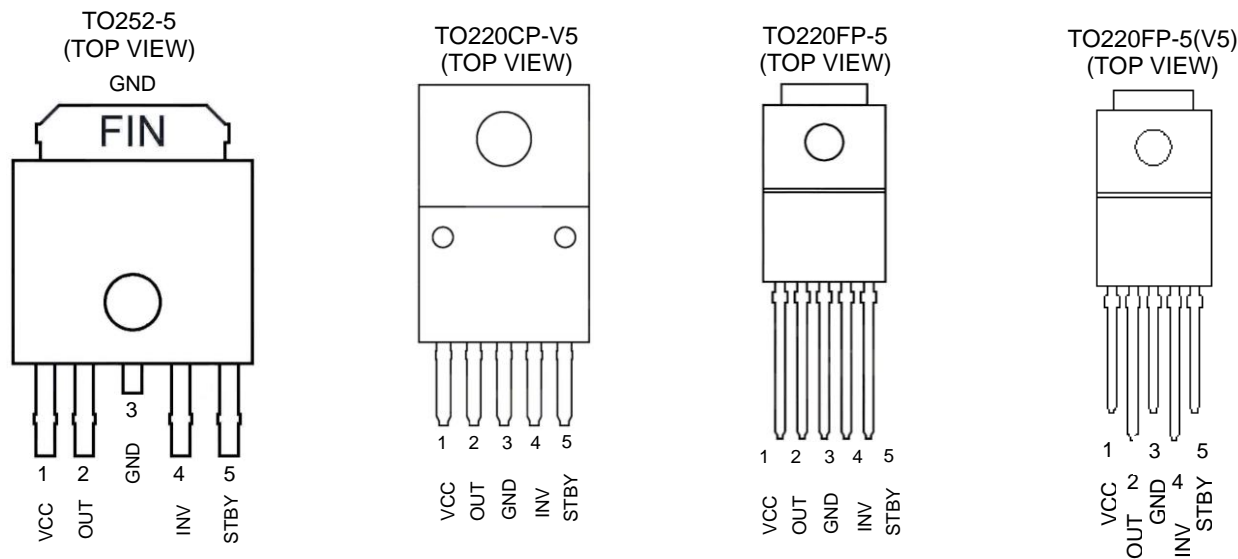 TO252-5
(TOP VIEW)
GND
FIN
1 2 3 4 5
VCC OUT GND INV STBY
TO220CP-V5
(TOP VIEW)
1 2 3 4 5
VCC OUT GND INV STBY
TO220FP-5
(TOP VIEW)
1 2 3 4 5
VCC OUT GND INV STBY
TO220FP-5(V5)
(TOP VIEW)
1 2 3 4 5
VCC OUT GND INV STBY